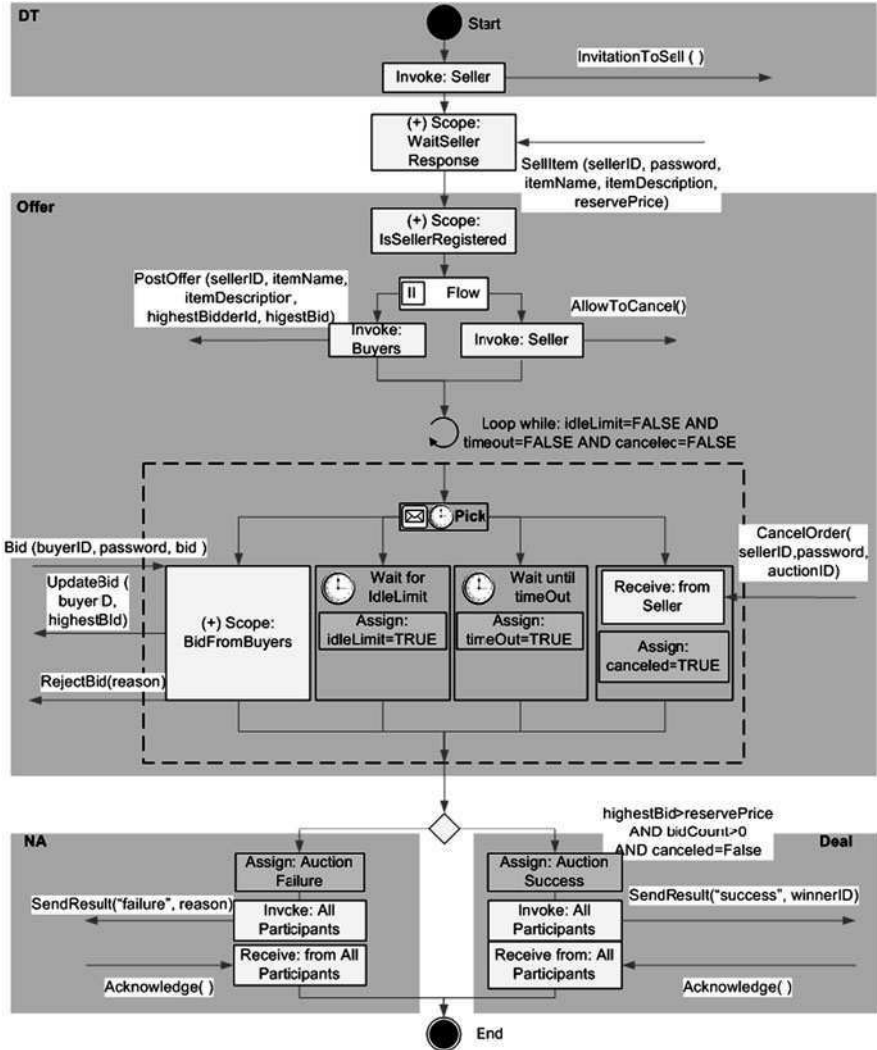 DT
Start
InvitationToSell ( )
Invoke: Seller
(+) Scope:
WaitSeller
Response
SellItem (sellerID, password,
itemName, itemDescription,
reservePrice)
Offer
(+) Scope:
IsSellerRegistered
PostOffer (sellerID, itemName,
itemDescription,
highestBidderId, higestBid)
II Flow
AllowToCancel()
Invoke:
Buyers
Invoke: Seller
Loop while: idleLimit=FALSE AND
timeout=FALSE AND canceled=FALSE
Pick
Bid (buyerID, password, bid )
UpdateBid (
buyer D,
highestBId)
RejectBid(reason)
(+) Scope:
BidFromBuyers
Wait for
IdleLimit
Assign:
idleLimit=TRUE
Wait until
timeOut
Assign:
timeOut=TRUE
Receive: from
Seller
Assign:
canceled=TRUE
CancelOrder(
sellerID,password,
auctionID)
highestBid>reservePrice
AND bidCount>0
AND canceled=False
NA
Deal
Assign: Auction
Failure
SendResult("failure", reason)
Invcke: All
Participants
Receive: from All
Participants
Acknowledge( )
Assign: Auction
Success
Invoke: All
Participants
SendResult("success", winnerID)
Receive from: All
Participants
Acknowledge( )
End